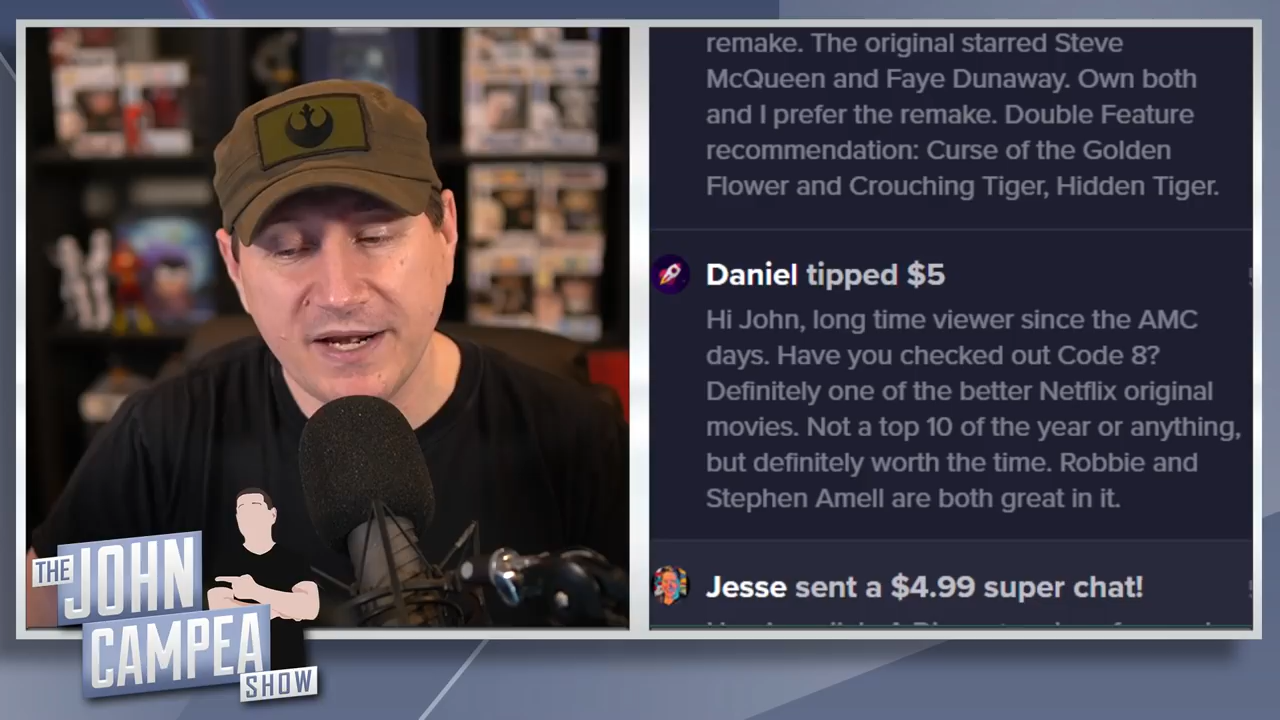 remake. The original starred Steve
McQueen and Faye Dunaway. Own both
and I prefer the remake. Double Feature
recommendation: Curse of the Golden
Flower and Crouching Tiger, Hidden Tiger.
Daniel tipped $5
Hi John, long time viewer since the AMC
days. Have you checked out Code 8?
Definitely one of the better Netflix original
movies. Not a top 10 of the year or anything,
but definitely worth the time. Robbie and
Stephen Amell are both great in it.
Jesse sent a $4.99 super chat!
THE
JOHN
CAMPEA
SHOW